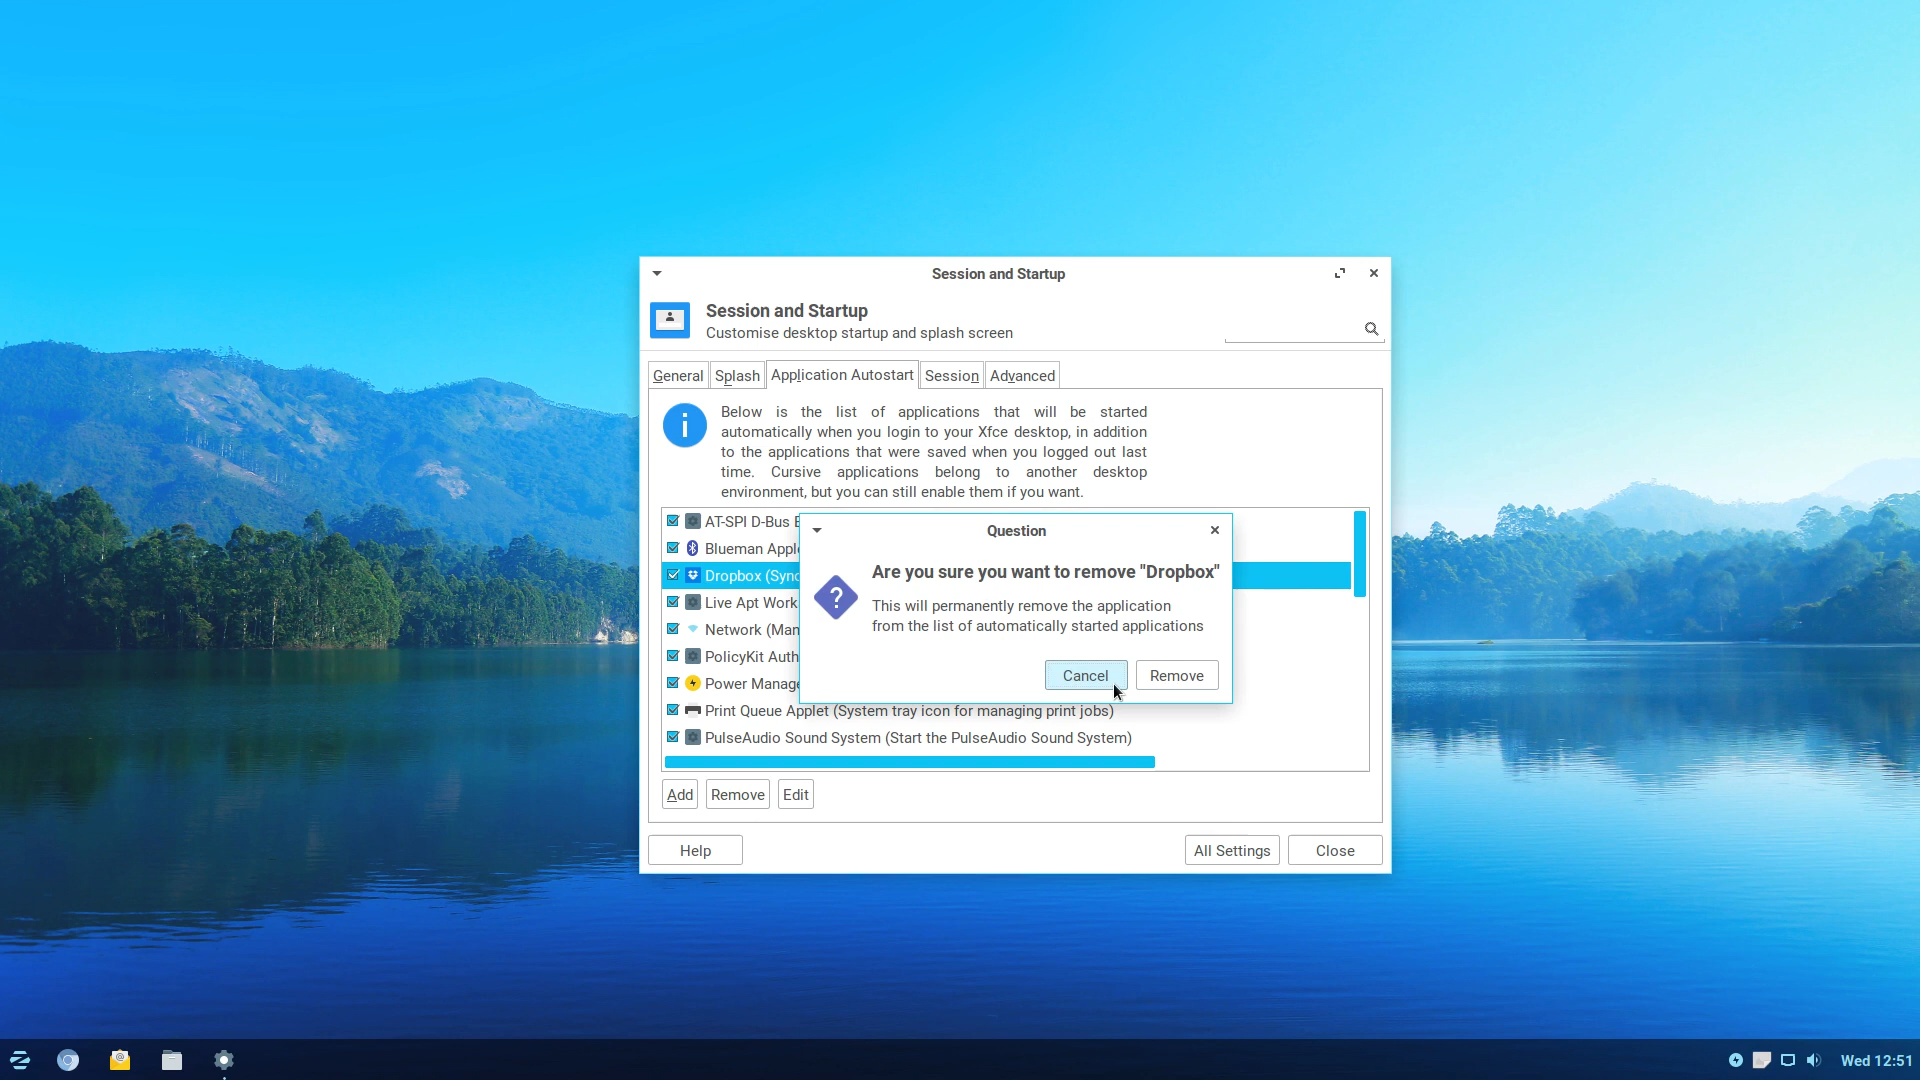 Session and Startup
Session and Startup
Customise desktop startup and splash screen
General Splash Application Autostart Session Advanced
Below is the list of applications that will be started
automatically when you login to your Xfce desktop, in addition
to the applications that were saved when you logged out last
time. Cursive applications belong to another desktop
environment, but you can still enable them if you want.
AT-SPI D-Bus
Blueman
Dropbox
Live Apt Work
Network
PolicyKit
Power
Print Queue Applet (System tray icon for managing print jobs)
PulseAudio Sound System (Start the PulseAudio Sound System)
Question
Are you sure you want to remove "Dropbox"
This will permanently remove the application
from the list of automatically started applications
Cancel Remove
Add Remove Edit
Help All Settings Close
Wed 12:51